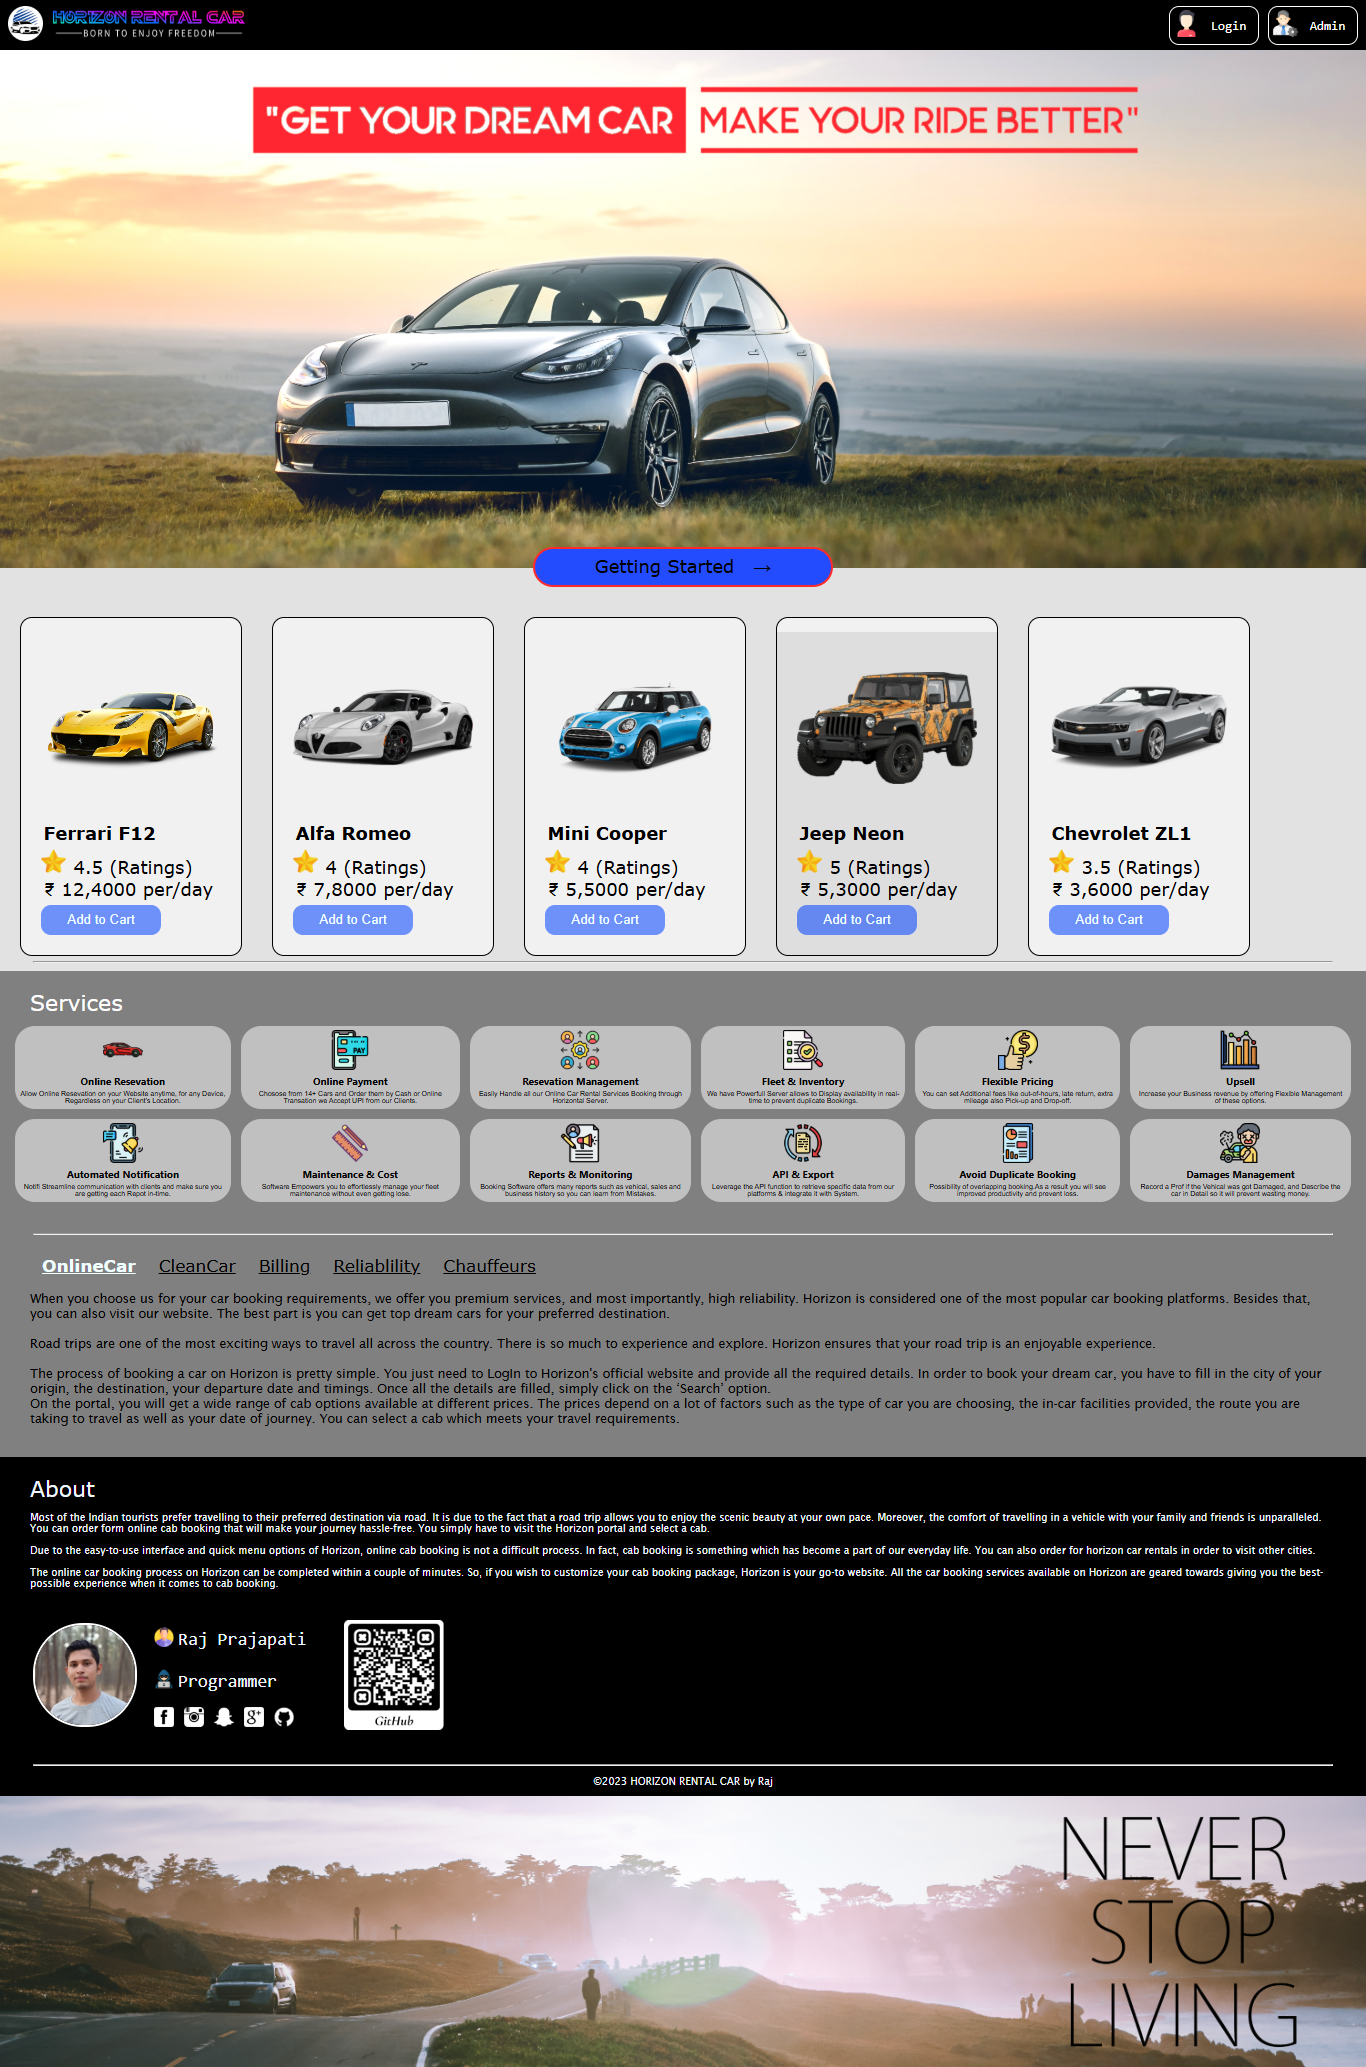 HORIZON RENTAL CAR
BORN TO ENJOY FREEDOM
Login
Admin
"GET YOUR DREAM CAR
MAKE YOUR RIDE BETTER"
Getting Started →
Ferrari F12
4.5 (Ratings)
₹ 12,4000 per/day
Add to Cart
Alfa Romeo
4 (Ratings)
₹ 7,8000 per/day
Add to Cart
Mini Cooper
4 (Ratings)
₹ 5,5000 per/day
Add to Cart
Jeep Neon
5 (Ratings)
₹ 5,3000 per/day
Add to Cart
Chevrolet ZL1
3.5 (Ratings)
₹ 3,6000 per/day
Add to Cart
Services
Online Resevation
Allow Online Resevation on your Website anytime, for any Device,
Regardless on your Client's Location.
PAY
Online Payment
Chosose from 14+ Cars and Order them by Cash or Online
Transation we Accept UPI from our Clients.
Resevation Management
Easily Handle all our Online Car Rental Services Booking through
Horizontal Server.
Fleet & Inventory
We have Powerfull Server allows to Display availability in real-
time to prevent duplicate Bookings.
Flexible Pricing
You can set Additional fees like out-of-hours, late return, extra
mileage also Pick-up and Drop-off.
Upsell
Increase your Business revenue by offering Flexible Management
of these options.
Automated Notification
Notifi Streamline communication with clients and make sure you
are getting each Repot in-time.
Maintenance & Cost
Software Empowers you to effortlessly manage your fleet
maintenance without even getting lose.
Reports & Monitoring
Booking Software offers many reports such as vehical, sales and
business history so you can learn from Mistakes.
API & Export
Leverage the API function to retrieve specific data from our
platforms & integrate it with System.
Avoid Duplicate Booking
Possibility of overlapping booking.As a result you will see
improved productivity and prevent loss.
Damages Management
Record a Prof if the Vehical was got Damaged, and Describe the
car in Detail so it will prevent wasting money.
OnlineCar CleanCar Billing Reliablility Chauffeurs
When you choose us for your car booking requirements, we offer you premium services, and most importantly, high reliability. Horizon is considered one of the most popular car booking platforms. Besides that,
you can also visit our website. The best part is you can get top dream cars for your preferred destination.
Road trips are one of the most exciting ways to travel all across the country. There is so much to experience and explore. Horizon ensures that your road trip is an enjoyable experience.
The process of booking a car on Horizon is pretty simple. You just need to LogIn to Horizon's official website and provide all the required details. In order to book your dream car, you have to fill in the city of your
origin, the destination, your departure date and timings. Once all the details are filled, simply click on the ‘Search’ option.
On the portal, you will get a wide range of cab options available at different prices. The prices depend on a lot of factors such as the type of car you are choosing, the in-car facilities provided, the route you are
taking to travel as well as your date of journey. You can select a cab which meets your travel requirements.
About
Most of the Indian tourists prefer travelling to their preferred destination via road. It is due to the fact that a road trip allows you to enjoy the scenic beauty at your own pace. Moreover, the comfort of travelling in a vehicle with your family and friends is unparalleled.
You can order form online cab booking that will make your journey hassle-free. You simply have to visit the Horizon portal and select a cab.
Due to the easy-to-use interface and quick menu options of Horizon, online cab booking is not a difficult process. In fact, cab booking is something which has become a part of our everyday life. You can also order for horizon car rentals in order to visit other cities.
The online car booking process on Horizon can be completed within a couple of minutes. So, if you wish to customize your cab booking package, Horizon is your go-to website. All the car booking services available on Horizon are geared towards giving you the best-
possible experience when it comes to cab booking.
Raj Prajapati
Programmer
GitHub
©2023 HORIZON RENTAL CAR by Raj
NEVER
STOP
LIVING